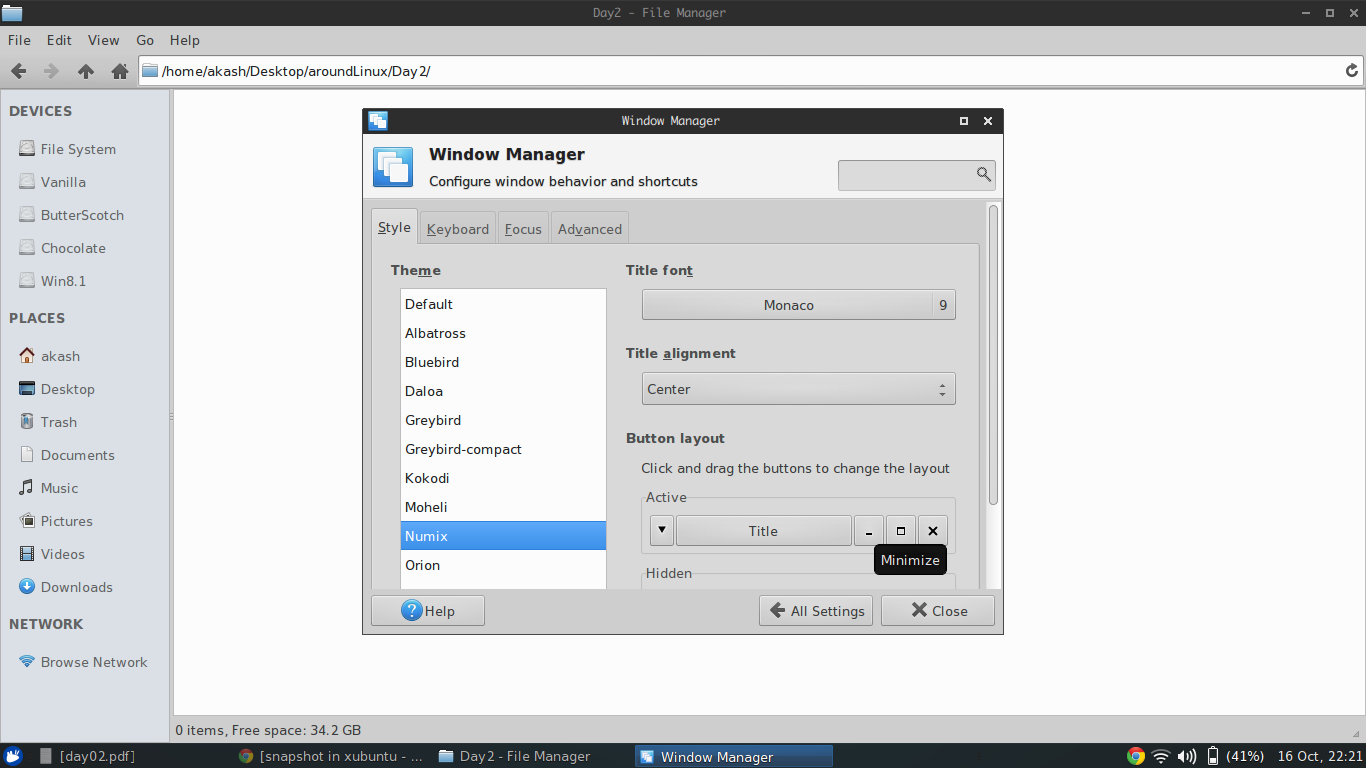 Day2 - File Manager
File Edit View Go Help
/home/akash/Desktop/aroundLinux/Day2/
DEVICES
File System
Vanilla
ButterScotch
Chocolate
Win8.1
PLACES
akash
Desktop
Trash
Documents
Music
Pictures
Videos
Downloads
NETWORK
Browse Network
Window Manager
Window Manager
Configure window behavior and shortcuts
Style Keyboard Focus Advanced
Theme
Default
Albatross
Bluebird
Daloa
Greybird
Greybird-compact
Kokodi
Moheli
Numix
Orion
Title font
Monaco 9
Title alignment
Center
Button layout
Click and drag the buttons to change the layout
Active
Title
Minimize
Hidden
Help All Settings Close
0 items, Free space: 34.2 GB
[day02.pdf] [snapshot in xubuntu - ... Day2 - File Manager Window Manager (41%) 16 Oct, 22:21